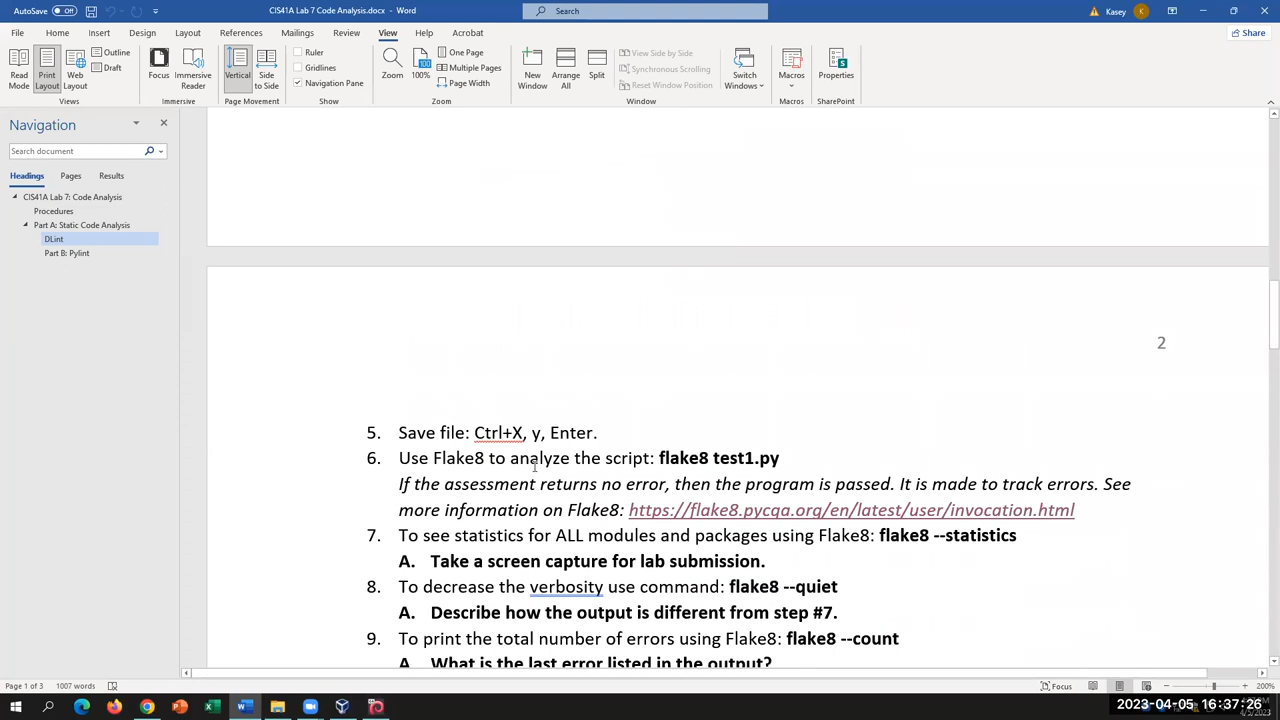 AutoSave Off CIS41A Lab 7 Code Analysis.docx - Word Search Kasey
File Home Insert Design Layout References Mailings Review View Help Acrobat Share
Read Mode Print Layout Web Layout Outline Draft Focus Immersive Reader Vertical Side to Side Ruler Gridlines Navigation Pane Zoom 100% One Page Multiple Pages Page Width New Window Arrange All Split View Side by Side Synchronous Scrolling Reset Window Position Switch Windows Macros Properties
Views Immersive Page Movement Show Zoom Window Macros SharePoint
Navigation
Search document
Headings Pages Results
CIS41A Lab 7: Code Analysis
Procedures
Part A: Static Code Analysis
DLint
Part B: Pylint
2
5. Save file: Ctrl+X, y, Enter.
6. Use Flake8 to analyze the script: flake8 test1.py
If the assessment returns no error, then the program is passed. It is made to track errors. See
more information on Flake8: https://flake8.pycqa.org/en/latest/user/invocation.html
7. To see statistics for ALL modules and packages using Flake8: flake8 --statistics
A. Take a screen capture for lab submission.
8. To decrease the verbosity use command: flake8 --quiet
A. Describe how the output is different from step #7.
9. To print the total number of errors using Flake8: flake8 --count
A. What is the last error listed in the output?
Page 1 of 3 1007 words Focus 200%
2023-04-05 16:37:26
4/5/2023